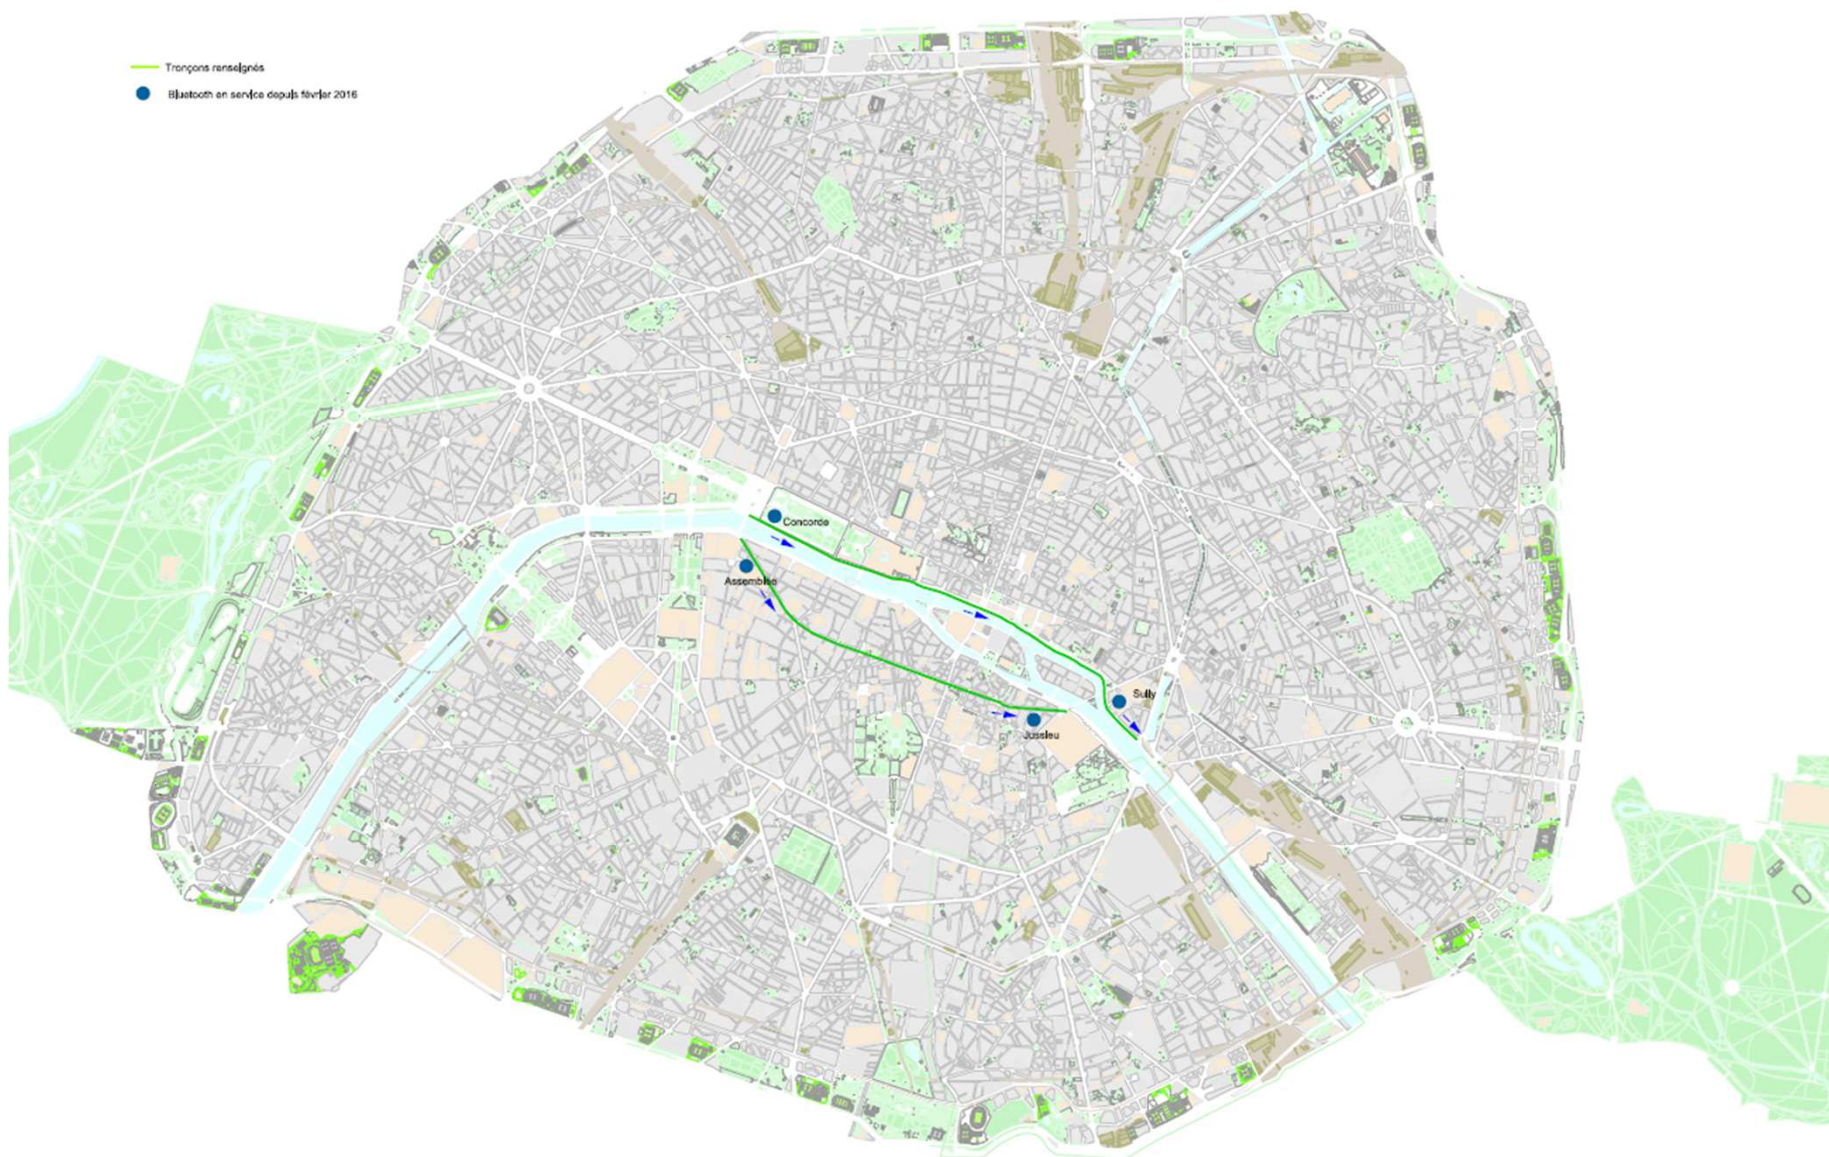 Tronçons renseignés
Bluetooth en service depuis février 2016
Concorde
Assemblée
Sully
Jussieu